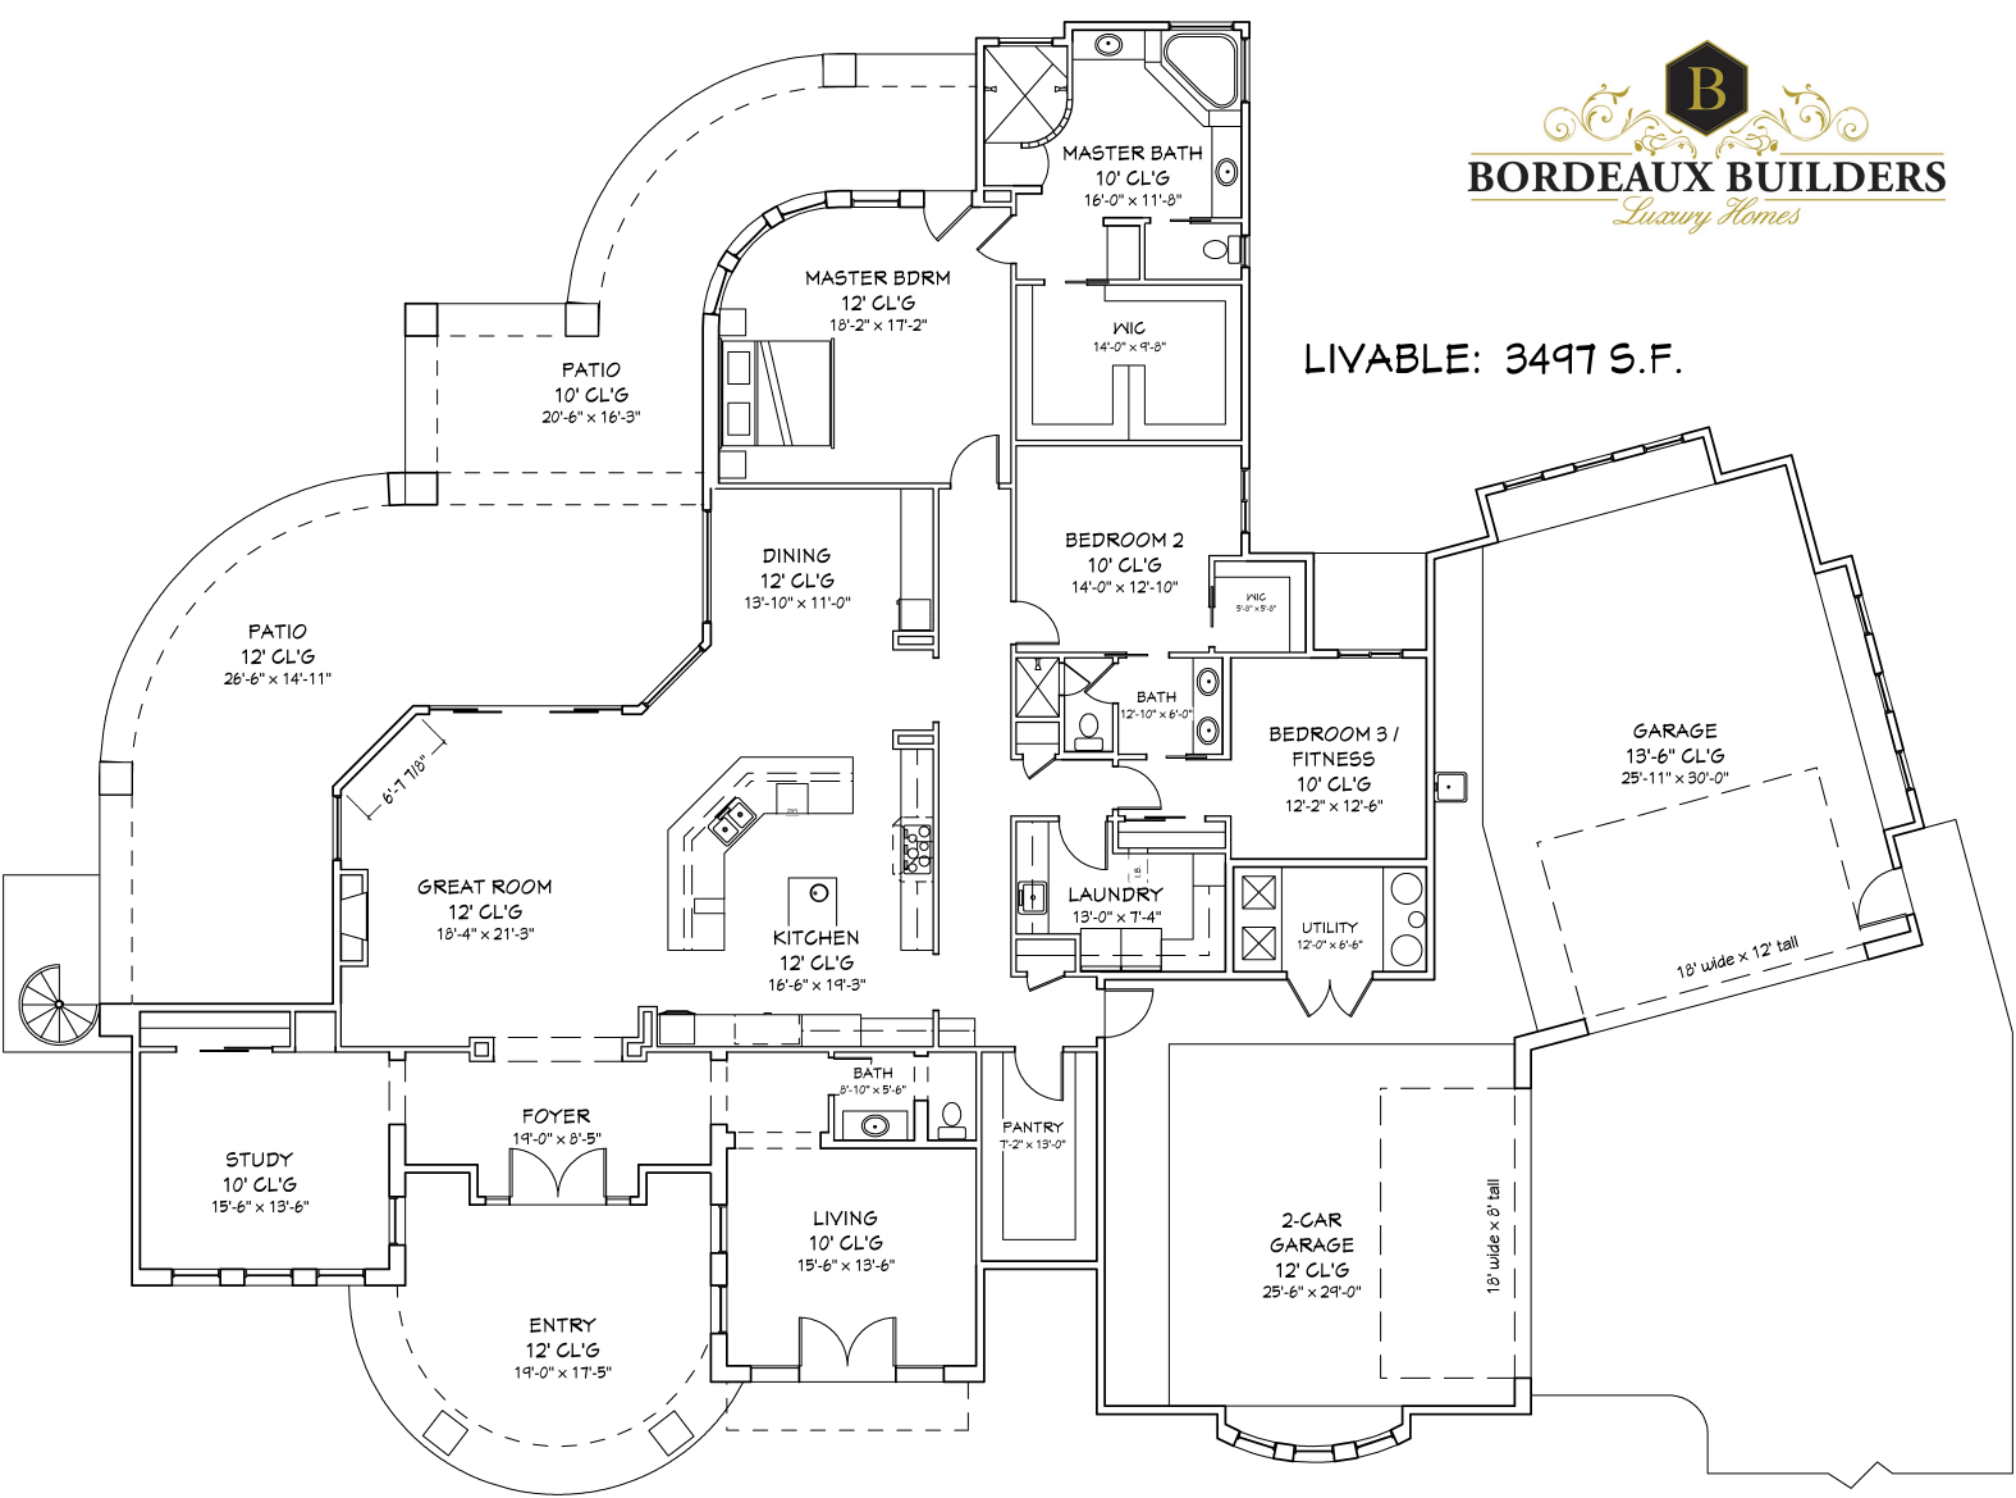 B
BORDEAUX BUILDERS
Luxury Homes
MASTER BATH
10' CL'G
16'-0" x 11'-8"
MASTER BDRM
12' CL'G
18'-2" x 17'-2"
WIC
14'-0" x 9'-8"
LIVABLE: 3497 S.F.
PATIO
10' CL'G
20'-6" x 16'-3"
BEDROOM 2
10' CL'G
14'-0" x 12'-10"
DINING
12' CL'G
13'-10" x 11'-0"
WIC
5'-8" x 5'-8"
PATIO
12' CL'G
26'-6" x 14'-11"
BATH
12'-10" x 6'-0"
BEDROOM 3 /
FITNESS
10' CL'G
12'-2" x 12'-6"
GARAGE
13'-6" CL'G
25'-11" x 30'-0"
6'-7 7/8"
GREAT ROOM
12' CL'G
18'-4" x 21'-3"
KITCHEN
12' CL'G
16'-6" x 19'-3"
LAUNDRY
13'-0" x 7'-4"
UTILITY
12'-0" x 6'-6"
18' wide x 12' tall
BATH
8'-10" x 5'-6"
FOYER
19'-0" x 8'-5"
PANTRY
7'-2" x 13'-0"
STUDY
10' CL'G
15'-6" x 13'-6"
LIVING
10' CL'G
15'-6" x 13'-6"
2-CAR
GARAGE
12' CL'G
25'-6" x 29'-0"
18' wide x 8' tall
ENTRY
12' CL'G
19'-0" x 17'-5"